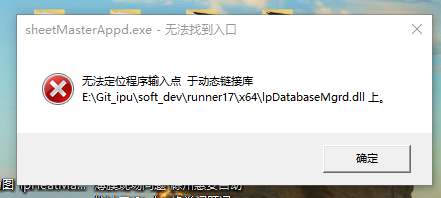 sheetMasterAppd.exe - 无法找到入口
无法定位程序输入点 于动态链接库
E:\Git_ipu\soft_dev\runner17\x64\lpDatabaseMgrd.dll 上。
确定